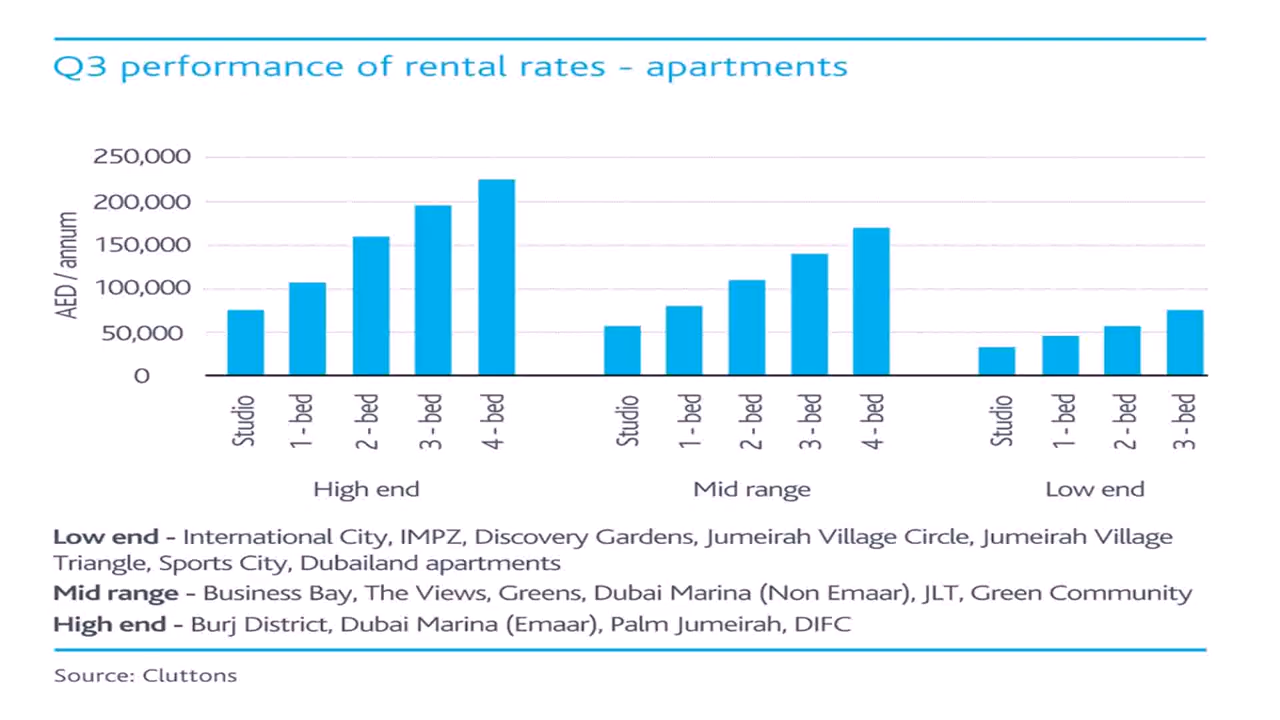 Q3 performance of rental rates - apartments
250,000
200,000
150,000
100,000
50,000
0
AED / annum
Studio
1 - bed
2 - bed
3 - bed
4 - bed
Studio
1 - bed
2 - bed
3 - bed
4 - bed
Studio
1 - bed
2 - bed
3 - bed
High end
Mid range
Low end
Low end - International City, IMPZ, Discovery Gardens, Jumeirah Village Circle, Jumeirah Village
Triangle, Sports City, Dubailand apartments
Mid range - Business Bay, The Views, Greens, Dubai Marina (Non Emaar), JLT, Green Community
High end - Burj District, Dubai Marina (Emaar), Palm Jumeirah, DIFC
Source: Cluttons